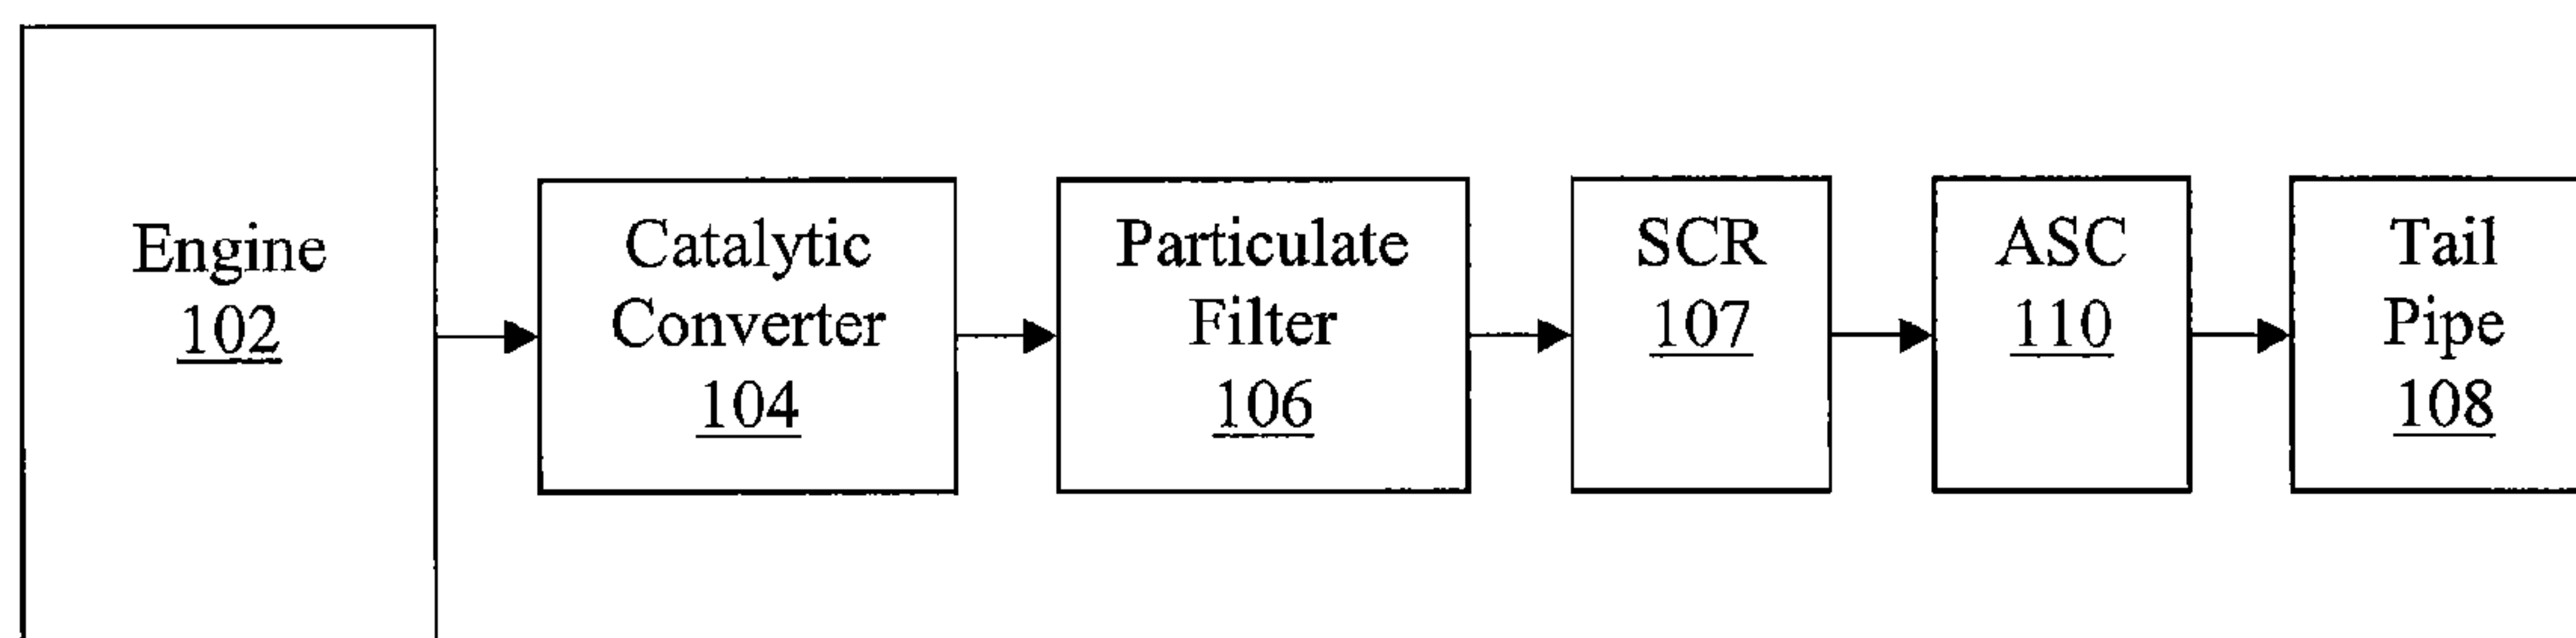 Engine
102
Catalytic
Converter
104
Particulate
Filter
106
SCR
107
ASC
110
Tail
Pipe
108